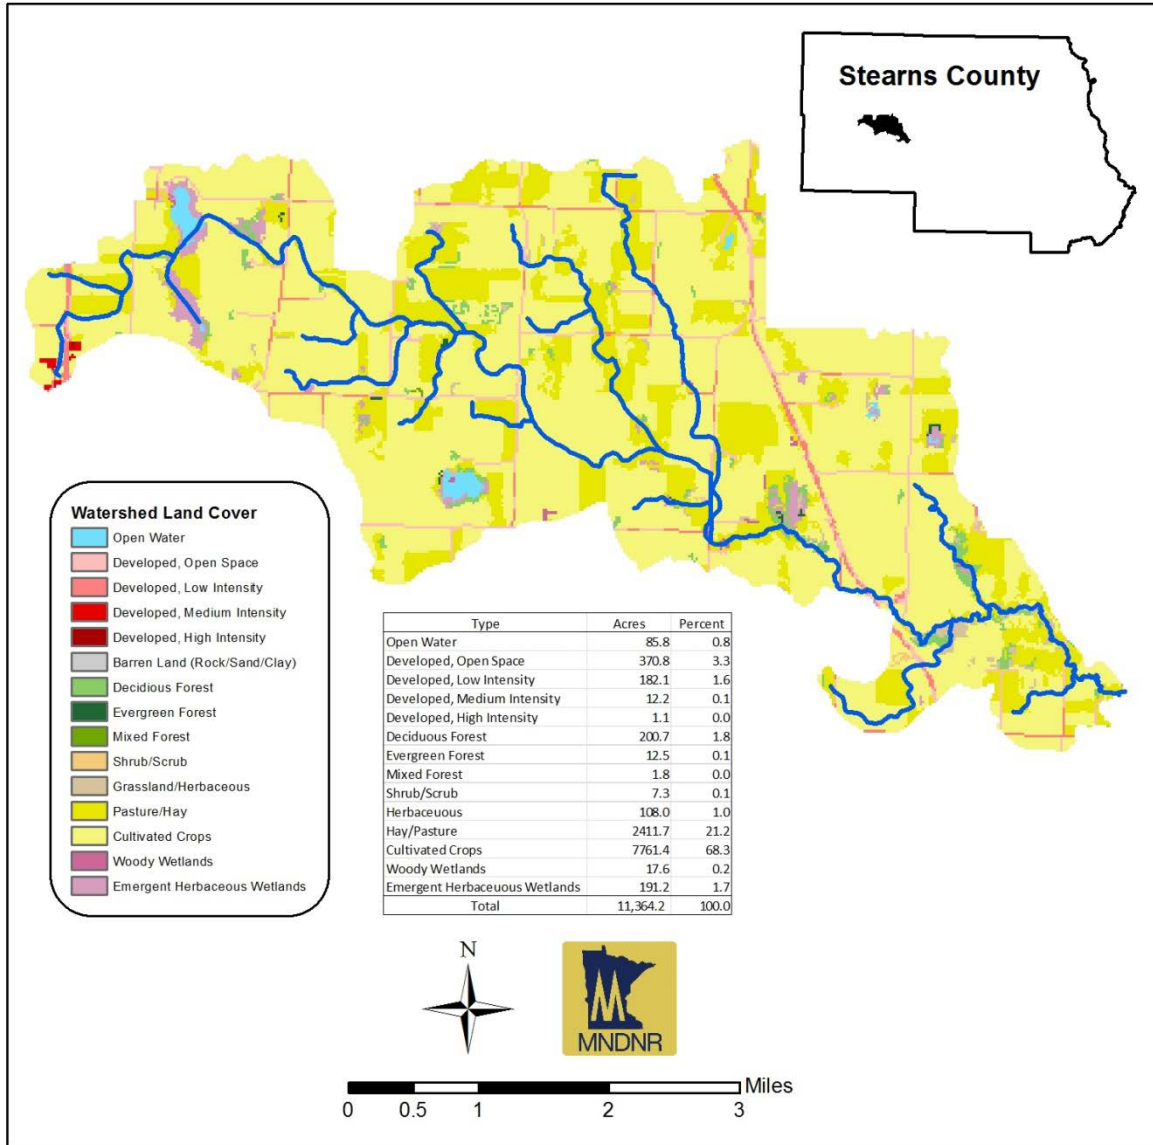 Stearns County
Watershed Land Cover
Open Water
Developed, Open Space
Developed, Low Intensity
Developed, Medium Intensity
Developed, High Intensity
Barren Land (Rock/Sand/Clay)
Decidious Forest
Evergreen Forest
Mixed Forest
Shrub/Scrub
Grassland/Herbaceous
Pasture/Hay
Cultivated Crops
Woody Wetlands
Emergent Herbaceous Wetlands
Type Acres Percent
Open Water 85.8 0.8
Developed, Open Space 370.8 3.3
Developed, Low Intensity 182.1 1.6
Developed, Medium Intensity 12.2 0.1
Developed, High Intensity 1.1 0.0
Deciduous Forest 200.7 1.8
Evergreen Forest 12.5 0.1
Mixed Forest 1.8 0.0
Shrub/Scrub 7.3 0.1
Herbaceuous 108.0 1.0
Hay/Pasture 2411.7 21.2
Cultivated Crops 7761.4 68.3
Woody Wetlands 17.6 0.2
Emergent Herbaceuous Wetlands 191.2 1.7
Total 11,364.2 100.0
N
M
MNDNR
Miles
0 0.5 1 2 3